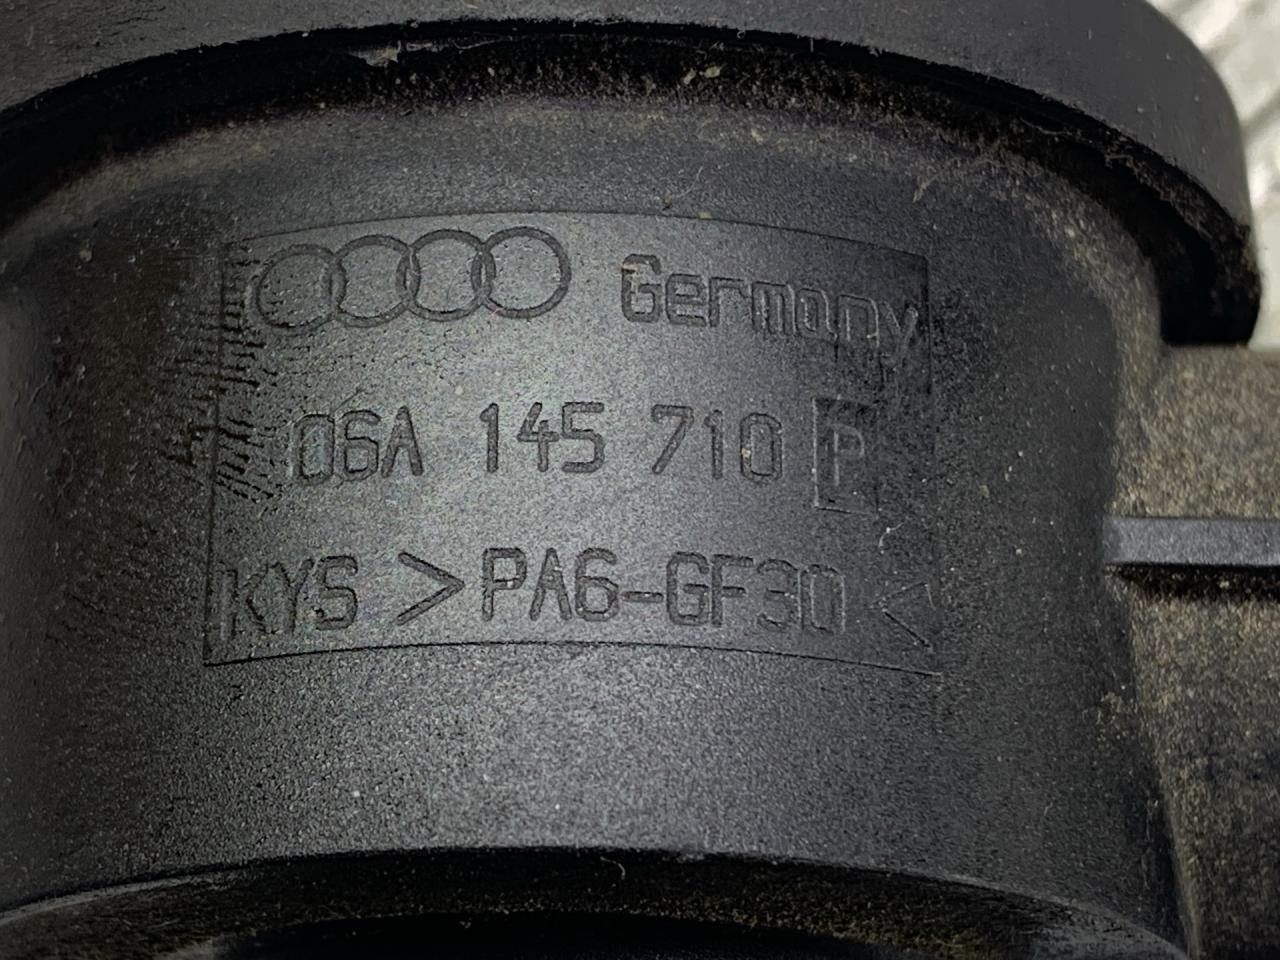 Germany
06A 145 710 P
KYS >PA6-GF30<